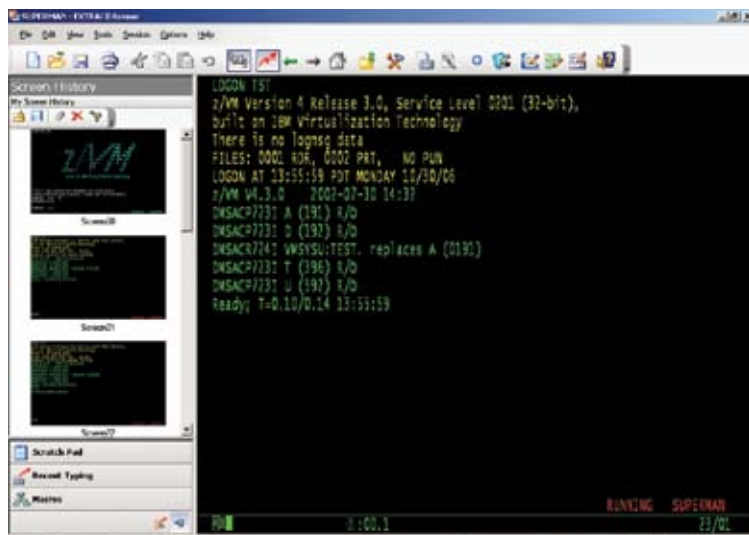 SUPERMAN - EXTRA!
File Edit View Tools Session Options Help
Screen History
My Screen History
z/VM
Screen21
Scratch Pad
Recent Typing
Macros
LOGON TST
z/VM Version 4 Release 3.0, Service Level 0201 (32-bit),
built on IBM Virtualization Technology
There is no logmsg data
FILES: 0001 RDR, 0002 PRT, NO PUN
LOGON AT 13:55:59 PDT MONDAY 10/30/06
z/VM V4.3.0 2002-07-30 14:37
DMSACP723I A (191) R/O
DMSACP723I D (192) R/O
DMSACR724I VMSYSU:TEST. replaces A (0191)
DMSACP723I T (396) R/O
DMSACP723I U (592) R/O
Ready; T=0.10/0.14 13:55:59
RUNNING SUPERMAN
:00.1
23/01